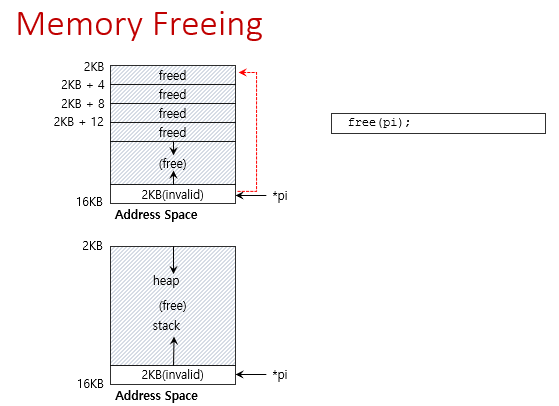 Memory Freeing
2KB
freed
2KB + 4
freed
2KB + 8
freed
2KB + 12
freed
(free)
2KB(invalid)
*pi
16KB
Address Space
free(pi);
2KB
heap
(free)
stack
2KB(invalid)
*pi
16KB
Address Space